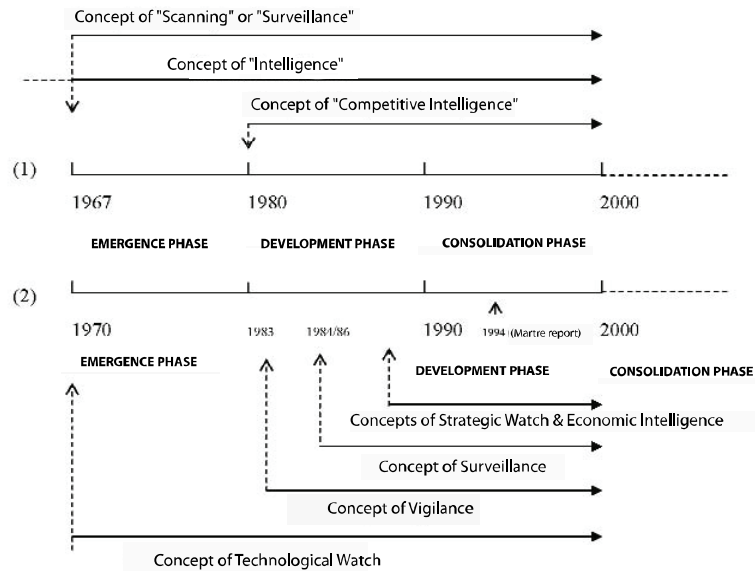 Concept of "Scanning" or "Surveillance"
Concept of "Intelligence"
Concept of "Competitive Intelligence"
(1)
1967 1980 1990 2000
EMERGENCE PHASE DEVELOPMENT PHASE CONSOLIDATION PHASE
(2)
1970 1983 1984/86 1990 1994 (Martre report) 2000
EMERGENCE PHASE DEVELOPMENT PHASE CONSOLIDATION PHASE
Concepts of Strategic Watch & Economic Intelligence
Concept of Surveillance
Concept of Vigilance
Concept of Technological Watch